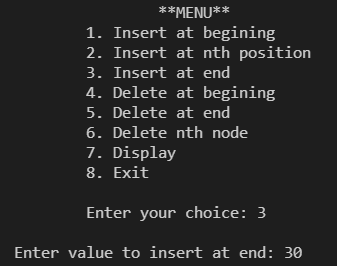 **MENU**
1. Insert at begining
2. Insert at nth position
3. Insert at end
4. Delete at begining
5. Delete at end
6. Delete nth node
7. Display
8. Exit
Enter your choice: 3
Enter value to insert at end: 30